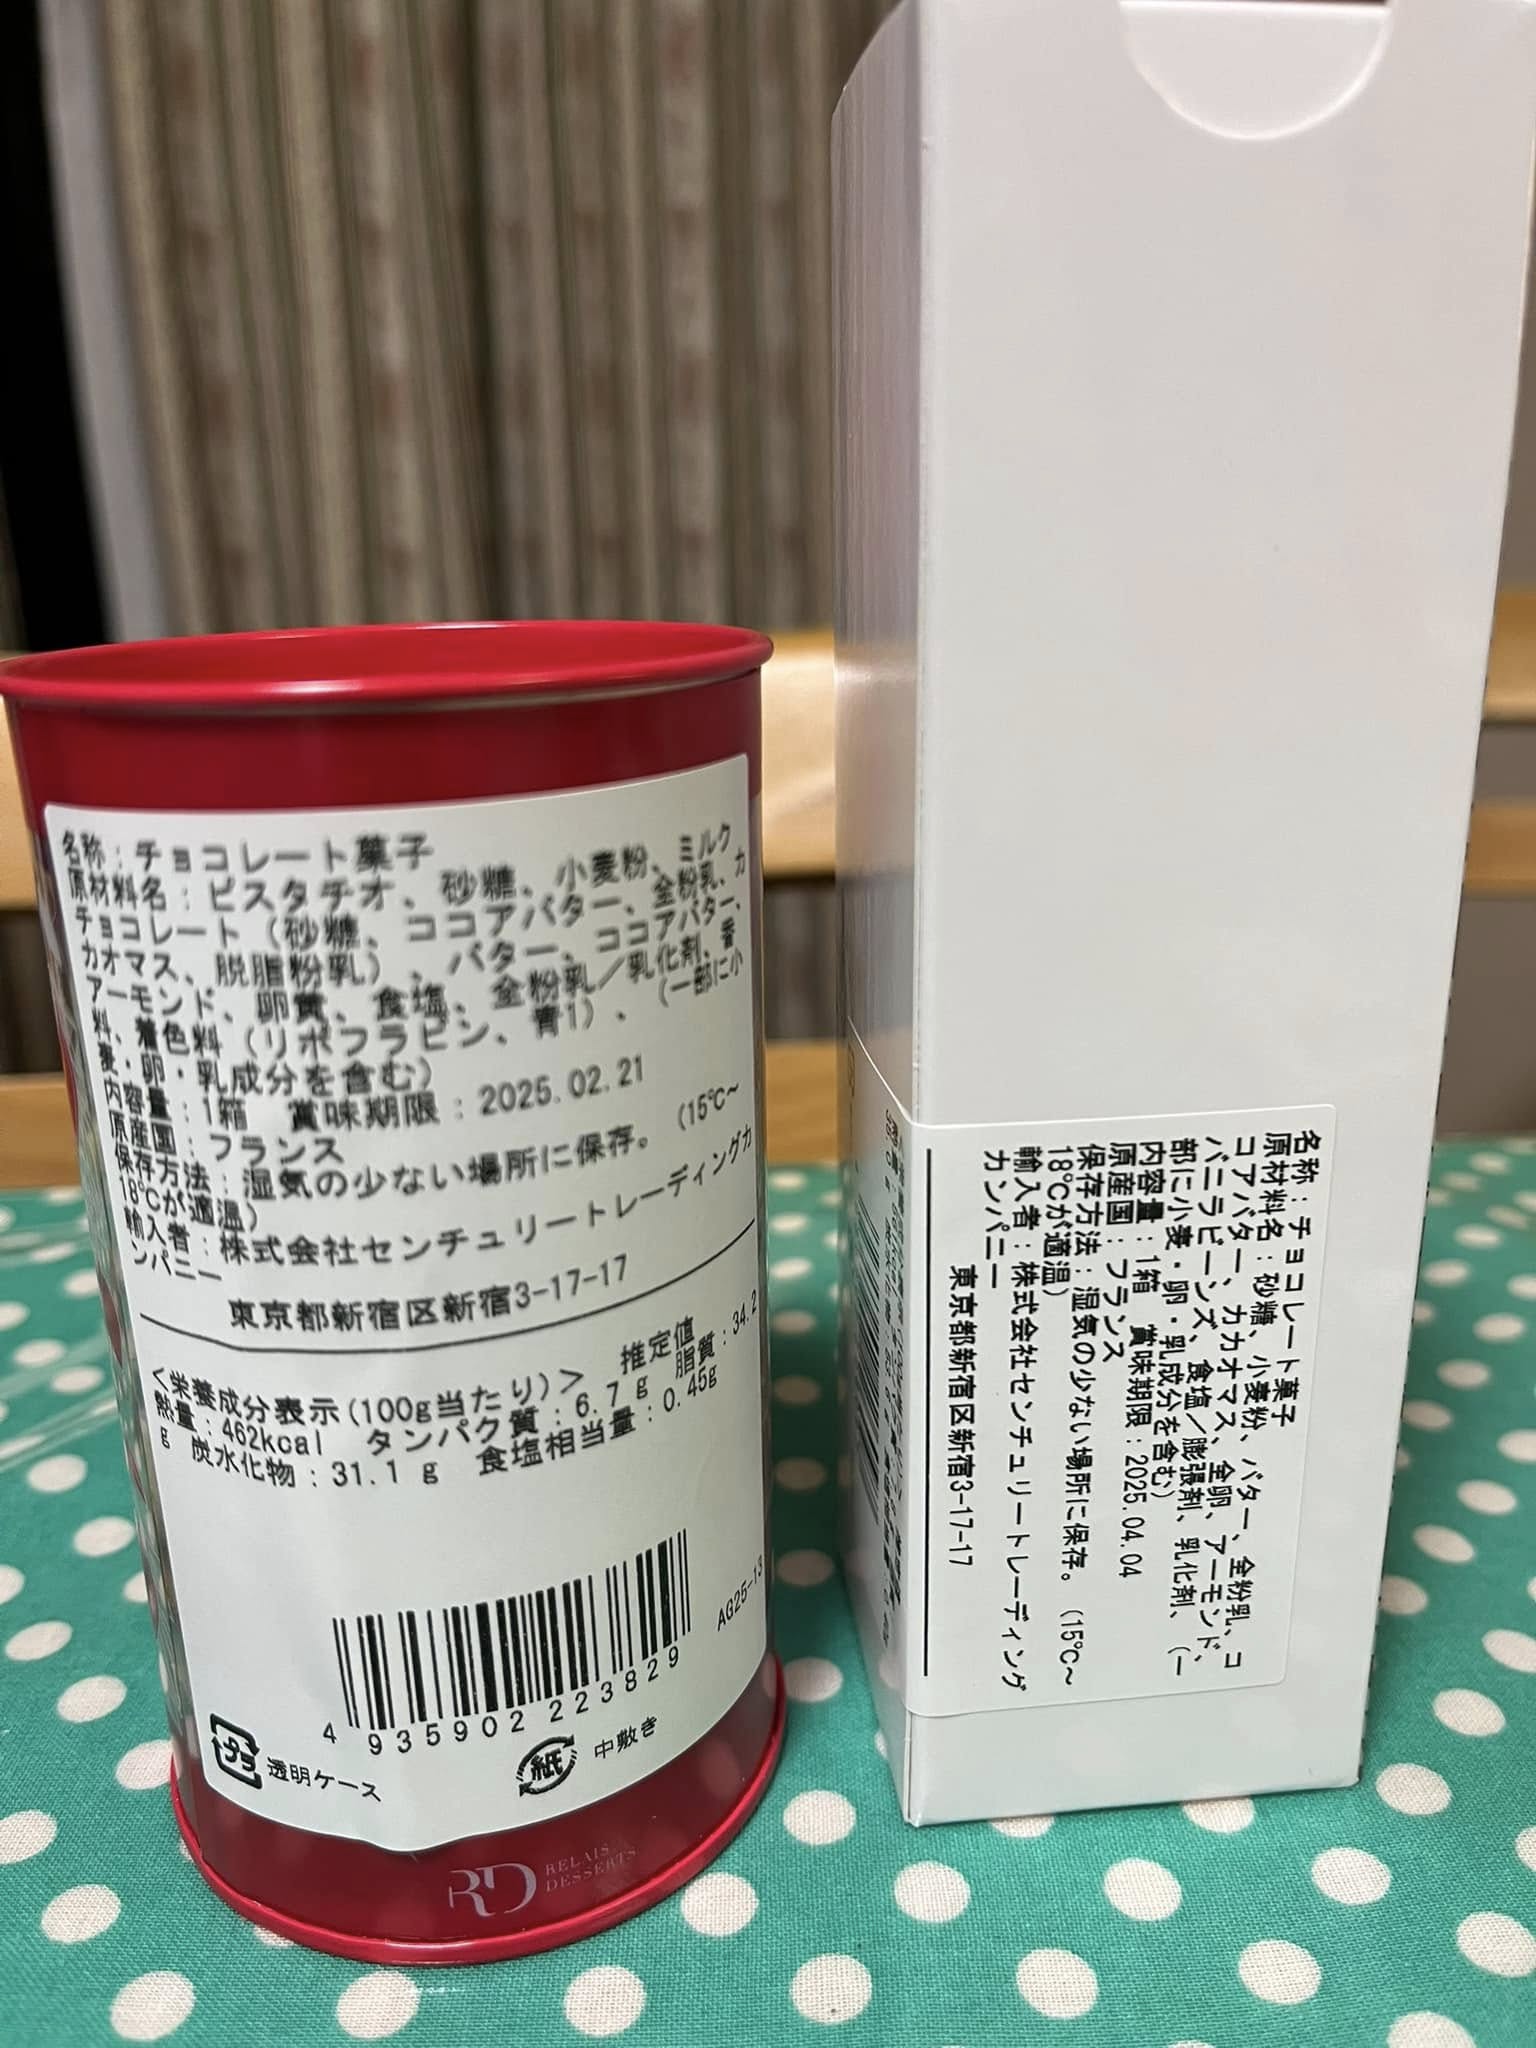 名称：チョコレート菓子
原材料名：ピスタチオ、砂糖、小麦粉、ミルク
チョコレート（砂糖、ココアバター、全粉乳、カ
カオマス、脱脂粉乳）、バター、ココアバター、
アーモンド、卵黄、食塩、全粉乳／乳化剤、香
料、着色料（リボフラビン、青1）、（一部に小
麦・卵・乳成分を含む）
内容量：1箱　賞味期限：2025.02.21
原産国：フランス
保存方法：湿気の少ない場所に保存。（15℃～
18℃が適温）
輸入者：株式会社センチュリートレーディングカ
ンパニー
東京都新宿区新宿3-17-17
＜栄養成分表示(100g当たり)＞　推定値
熱量：462kcal　タンパク質：6.7g　脂質：34.2
g　炭水化物：31.1g　食塩相当量：0.45g
AG25-13
4 935902 223829
プラ 透明ケース
紙 中敷き
RD RELAIS
DESSERTS
名称：チョコレート菓子
原材料名：砂糖、小麦粉、バター、全粉乳、コ
コアバター、カカオマス、全卵、アーモンド、
バニラビーンズ、食塩／膨張剤、乳化剤、（一
部に小麦・卵・乳成分を含む）
内容量：1箱　賞味期限：2025.04.04
原産国：フランス
保存方法：湿気の少ない場所に保存。（15℃～
18℃が適温）
輸入者：株式会社センチュリートレーディング
カンパニー
東京都新宿区新宿3-17-17